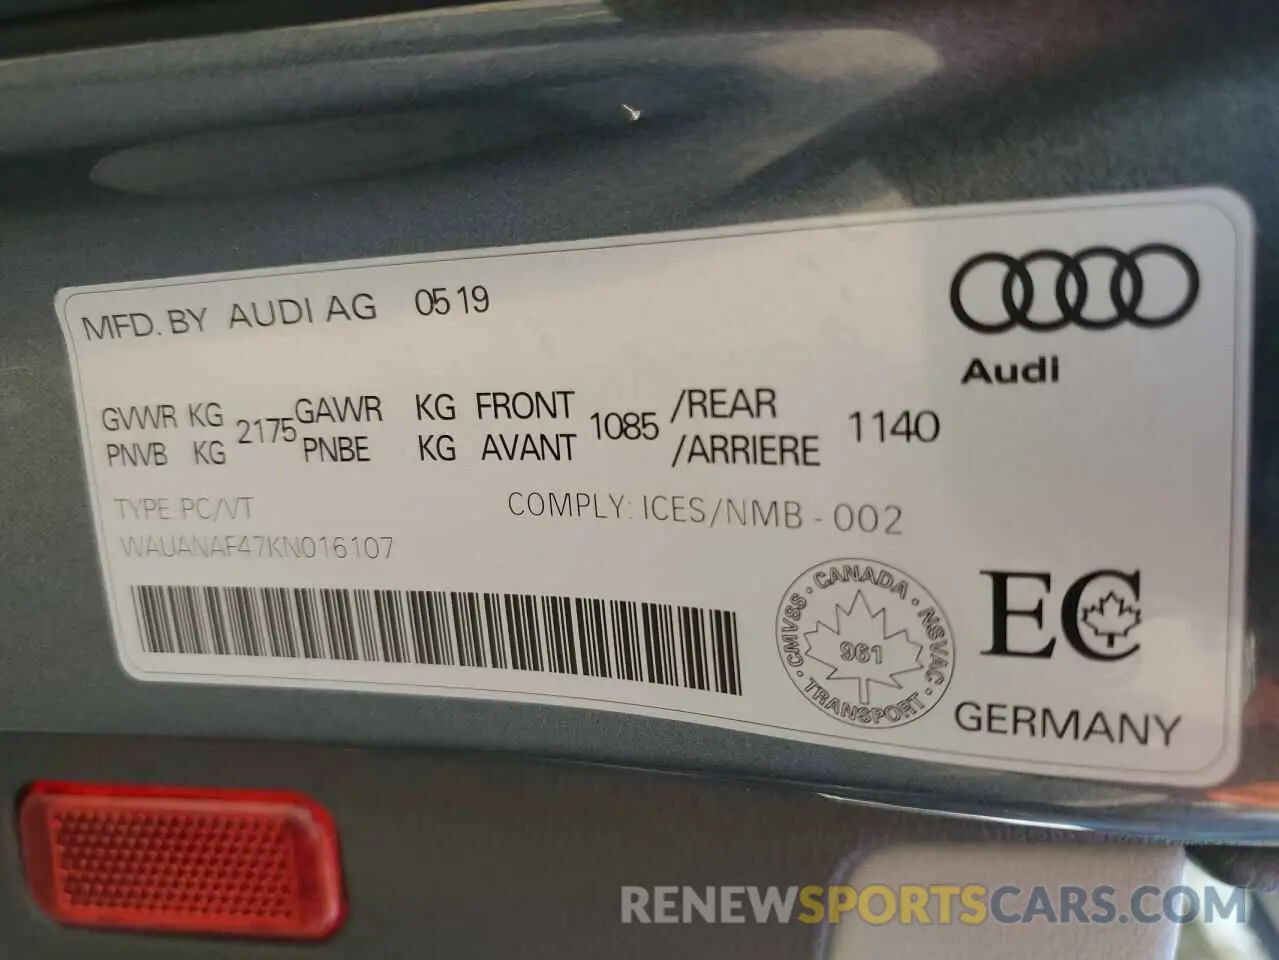 MFD. BY AUDI AG 0519
Audi
GVWR KG 2175 GAWR KG FRONT 1085 /REAR 1140
PNVB KG PNBE KG AVANT /ARRIERE
TYPE PC/VT COMPLY: ICES/NMB - 002
WAUANAF47KN016107
· CANADA · NSVAC · TRANSPORT · CMVSS
961
EC
GERMANY
RENEWSPORTSCARS.COM